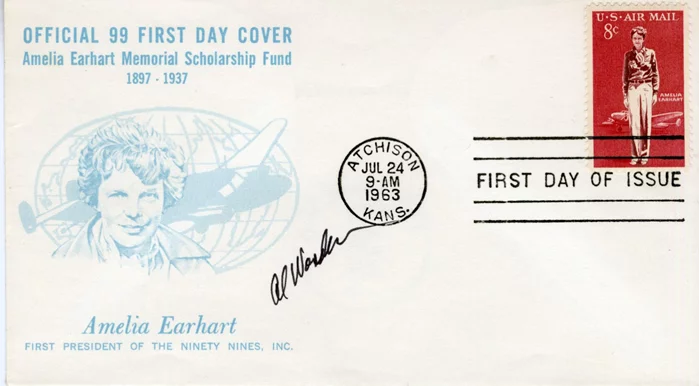 OFFICIAL 99 FIRST DAY COVER
Amelia Earhart Memorial Scholarship Fund
1897 - 1937
U·S·AIR MAIL
8c
AMELIA
EARHART
ATCHISON
JUL 24
9-AM
1963
KANS.
FIRST DAY OF ISSUE
Al
Amelia Earhart
FIRST PRESIDENT OF THE NINETY NINES, INC.